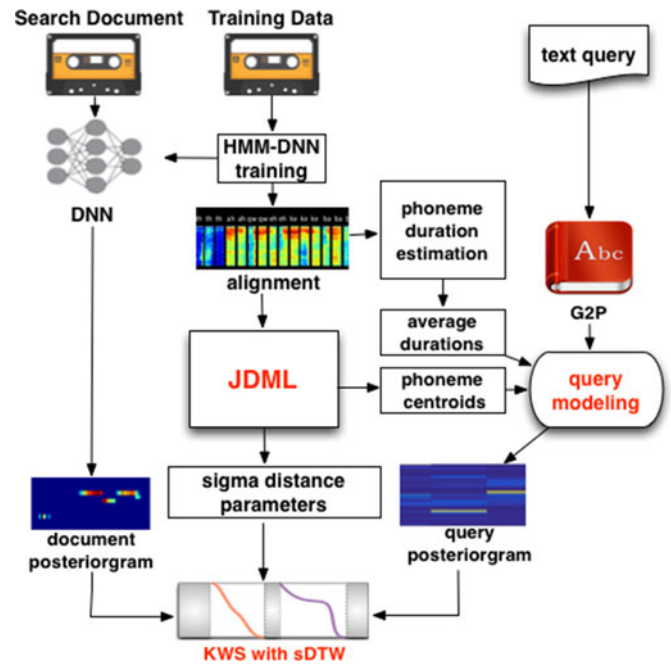 Search Document
Training Data
text query
HMM-DNN
training
DNN
alignment
phoneme
duration
estimation
Abc
G2P
average
durations
JDML
phoneme
centroids
query
modeling
sigma distance
parameters
document
posteriorgram
query
posteriorgram
KWS with sDTW